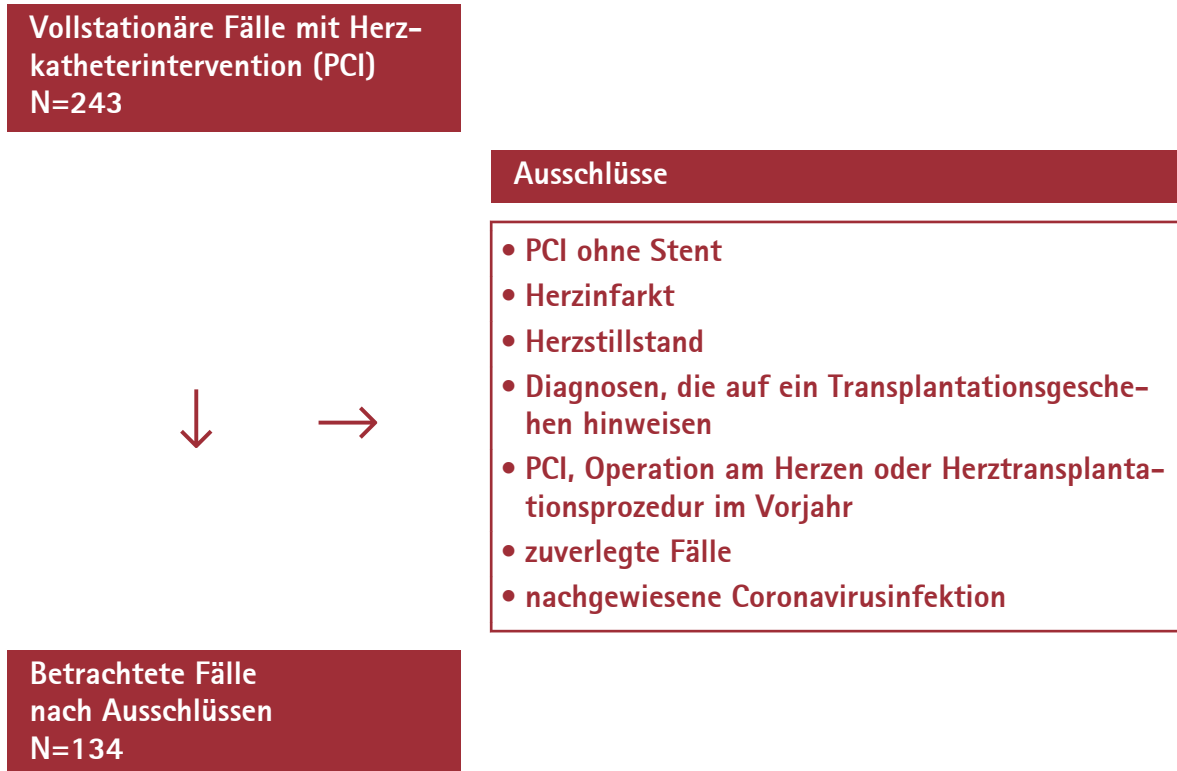 Vollstationäre Fälle mit Herz-
katheterintervention (PCI)
N=243
Ausschlüsse
• PCI ohne Stent
• Herzinfarkt
• Herzstillstand
• Diagnosen, die auf ein Transplantationsgesche-
hen hinweisen
• PCI, Operation am Herzen oder Herztransplanta-
tionsprozedur im Vorjahr
• zuverlegte Fälle
• nachgewiesene Coronavirusinfektion
Betrachtete Fälle
nach Ausschlüssen
N=134